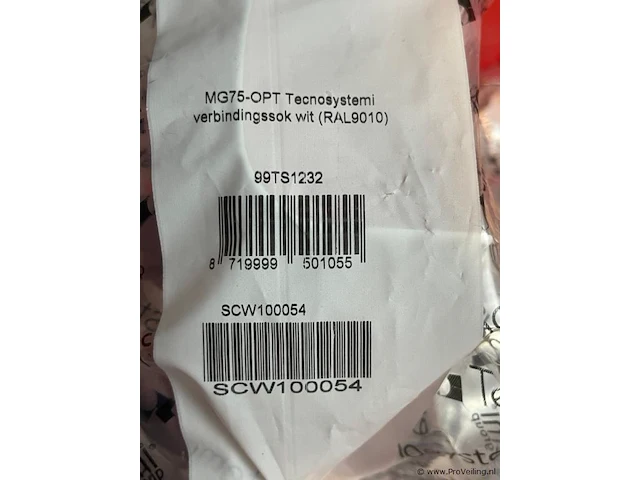 MG75-OPT Tecnosystemi
verbindingssok wit (RAL9010)
99TS1232
8 719999 501055
SCW100054
SCW100054
© www.ProVeiling.nl